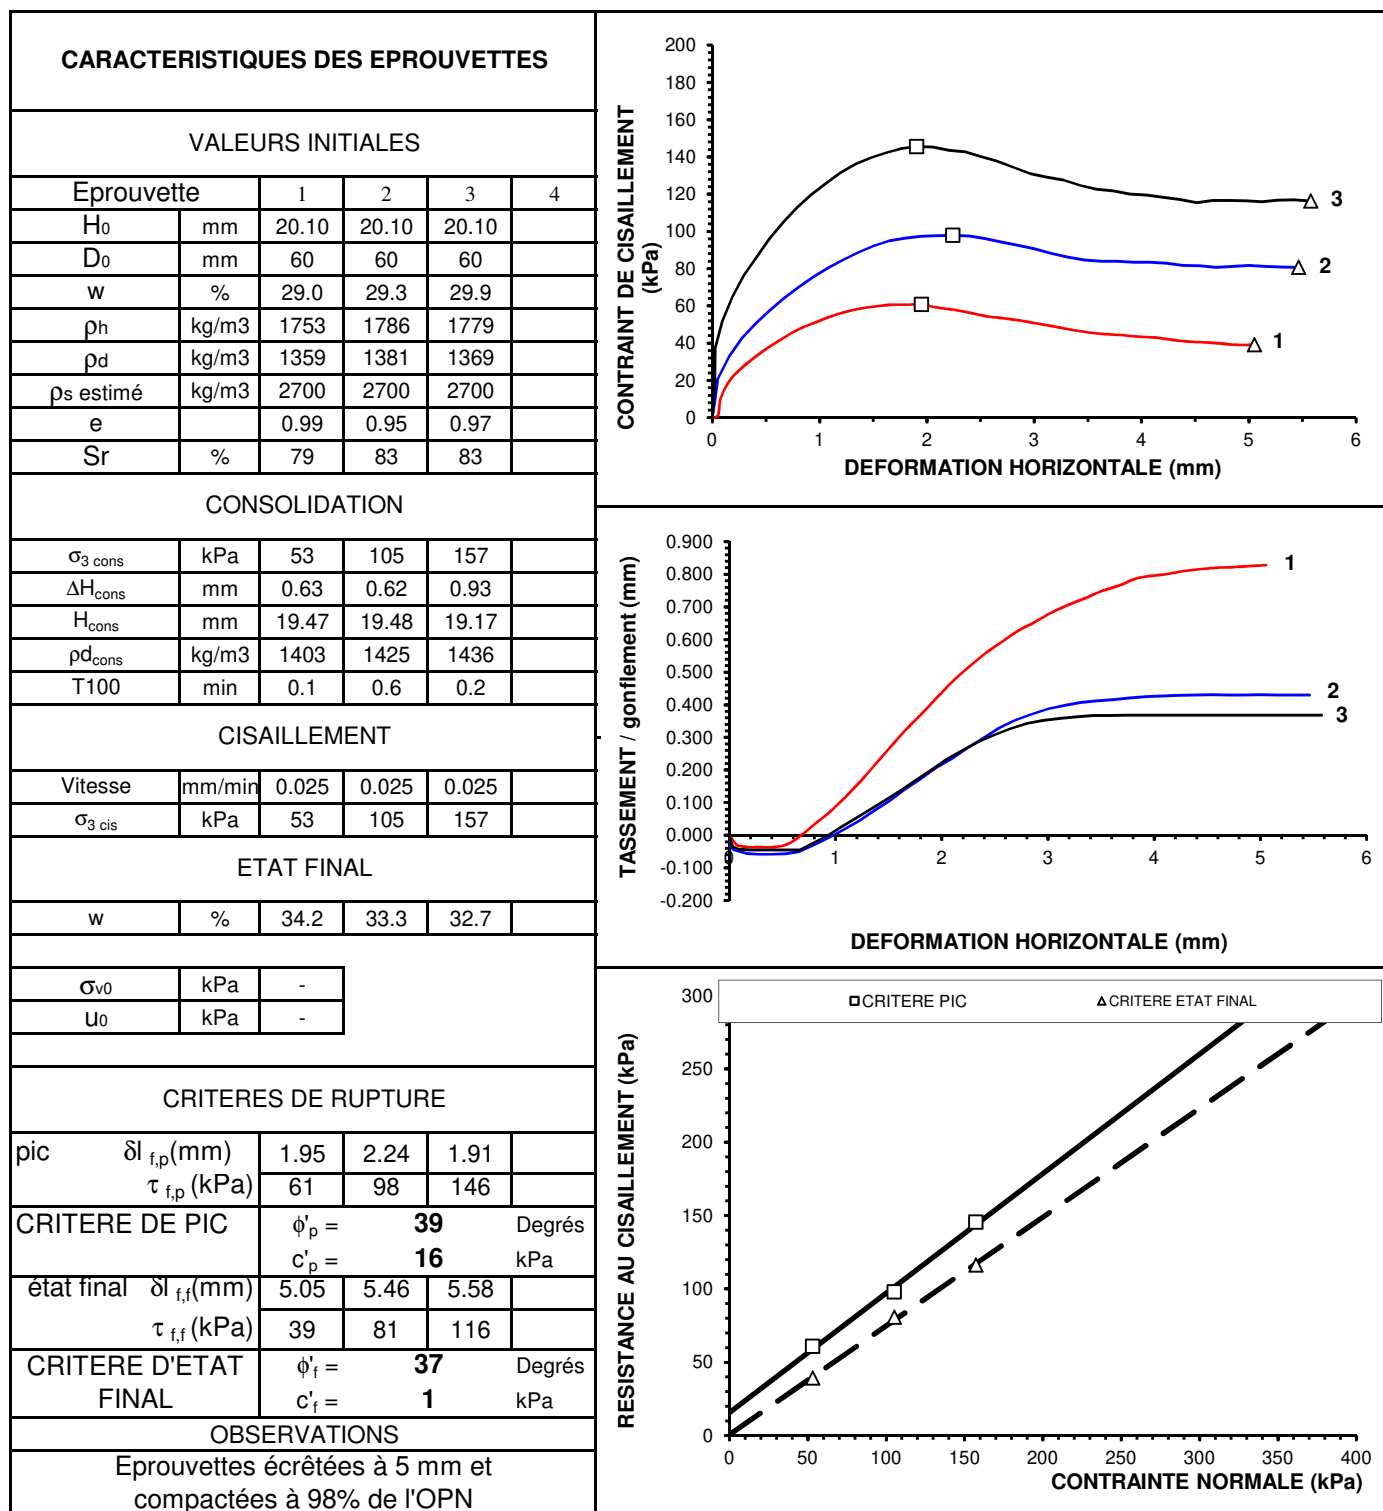 CARACTERISTIQUES DES EPROUVETTES
VALEURS INITIALES
Eprouvette 1 2 3 4
H0 mm 20.10 20.10 20.10
D0 mm 60 60 60
w % 29.0 29.3 29.9
ρh kg/m3 1753 1786 1779
ρd kg/m3 1359 1381 1369
ρs estimé kg/m3 2700 2700 2700
e 0.99 0.95 0.97
Sr % 79 83 83
CONSOLIDATION
σ3 cons kPa 53 105 157
ΔHcons mm 0.63 0.62 0.93
Hcons mm 19.47 19.48 19.17
ρdcons kg/m3 1403 1425 1436
T100 min 0.1 0.6 0.2
CISAILLEMENT
Vitesse mm/min 0.025 0.025 0.025
σ3 cis kPa 53 105 157
ETAT FINAL
w % 34.2 33.3 32.7
σv0 kPa -
u0 kPa -
CRITERES DE RUPTURE
pic δl f,p(mm) 1.95 2.24 1.91
τ f,p (kPa) 61 98 146
CRITERE DE PIC ϕ'p = 39 Degrés
c'p = 16 kPa
état final δl f,f(mm) 5.05 5.46 5.58
τ f,f (kPa) 39 81 116
CRITERE D'ETAT ϕ'f = 37 Degrés
FINAL c'f = 1 kPa
OBSERVATIONS
Eprouvettes écrêtées à 5 mm et
compactées à 98% de l'OPN
CONTRAINT DE CISAILLEMENT
(kPa)
200
180
160
140
120
100
80
60
40
20
0
0 1 2 3 4 5 6
3
2
1
DEFORMATION HORIZONTALE (mm)
TASSEMENT / gonflement (mm)
0.900
0.800
0.700
0.600
0.500
0.400
0.300
0.200
0.100
0.000
-0.100
-0.200
0 1 2 3 4 5 6
1
2
3
DEFORMATION HORIZONTALE (mm)
RESISTANCE AU CISAILLEMENT (kPa)
CRITERE PIC CRITERE ETAT FINAL
300
250
200
150
100
50
0
0 50 100 150 200 250 300 350 400
CONTRAINTE NORMALE (kPa)